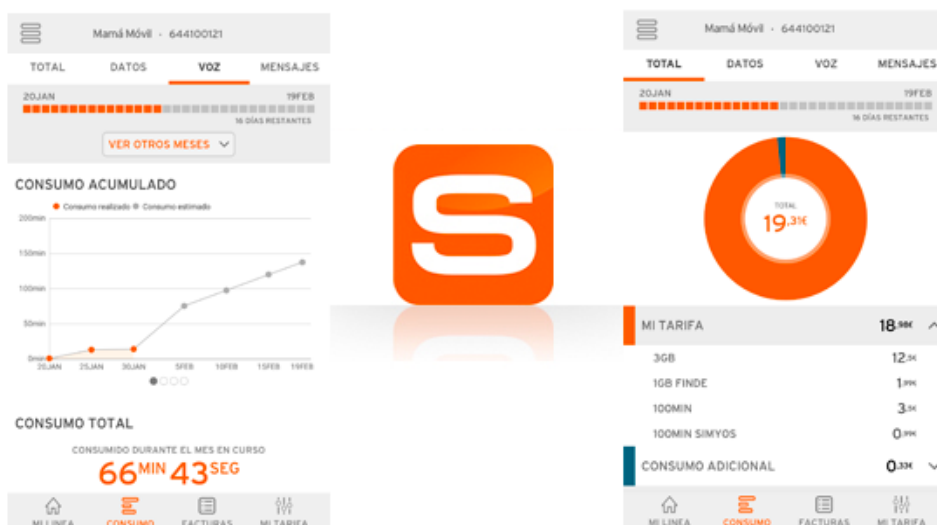 Mamá Móvil · 644100121
TOTAL DATOS VOZ MENSAJES
20JAN 19FEB
16 DÍAS RESTANTES
VER OTROS MESES
CONSUMO ACUMULADO
Consumo realizado Consumo estimado
200min
150min
100min
50min
0min
20JAN 25JAN 30JAN 5FEB 10FEB 15FEB 19FEB
CONSUMO TOTAL
CONSUMIDO DURANTE EL MES EN CURSO
66MIN 43SEG
MI LINEA CONSUMO FACTURAS MI TARIFA
S
Mamá Móvil · 644100121
TOTAL DATOS VOZ MENSAJES
20JAN 19FEB
16 DÍAS RESTANTES
TOTAL
19,31€
MI TARIFA 18,98€
3GB 12,5€
1GB FINDE 1,99€
100MIN 3,5€
100MIN SIMYOS 0,99€
CONSUMO ADICIONAL 0,33€
MI LINEA CONSUMO FACTURAS MI TARIFA